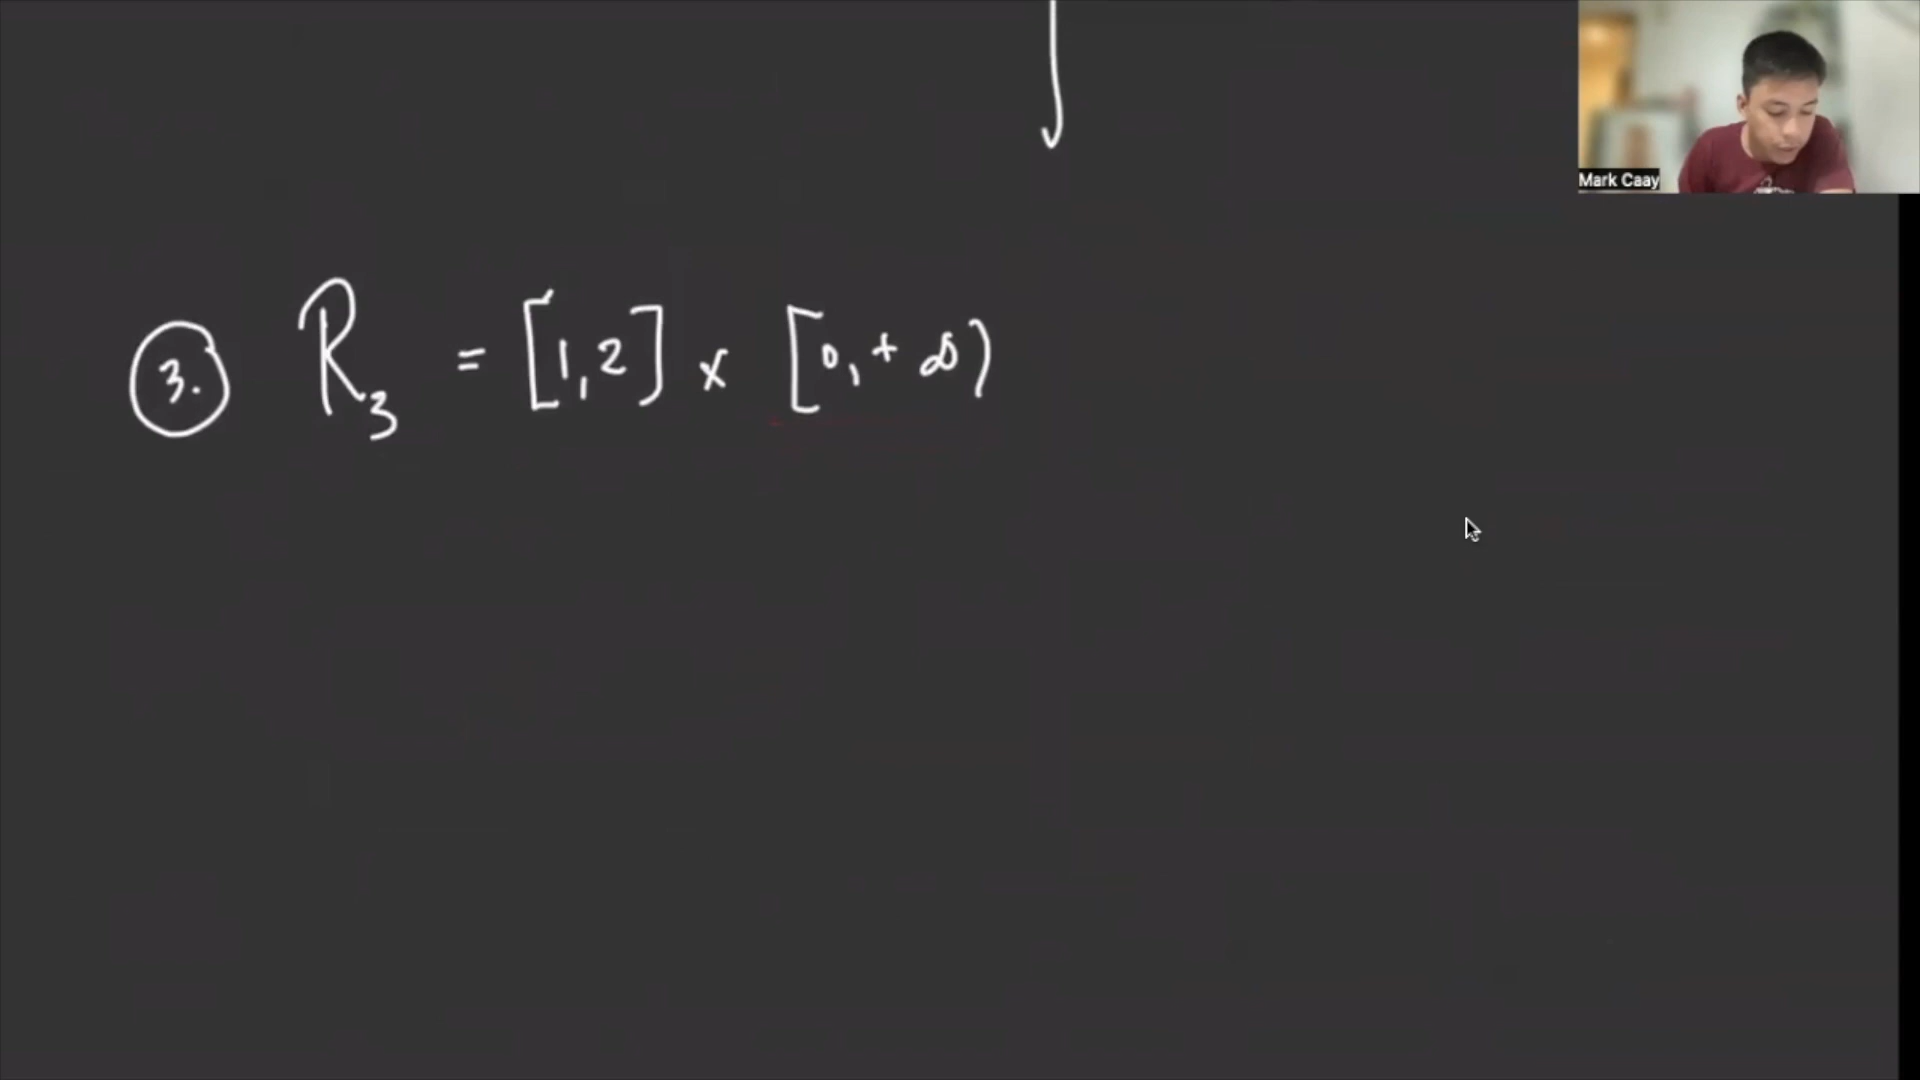 Mark Caay
3. R₃ = [1,2] x [0,+∞)